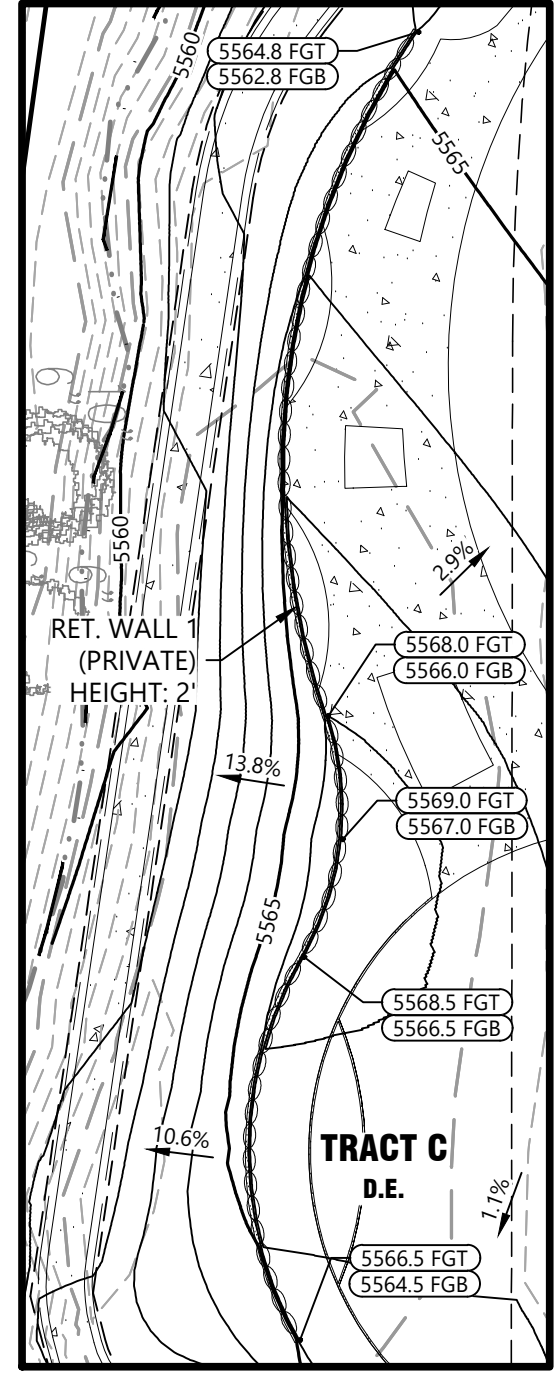 5560
5564.8 FGT
5562.8 FGB
5565
5560
2.9%
RET. WALL 1
(PRIVATE)
HEIGHT: 2'
5568.0 FGT
5566.0 FGB
13.8%
5569.0 FGT
5567.0 FGB
5565
5568.5 FGT
5566.5 FGB
10.6%
TRACT C
D.E.
1.1%
5566.5 FGT
5564.5 FGB